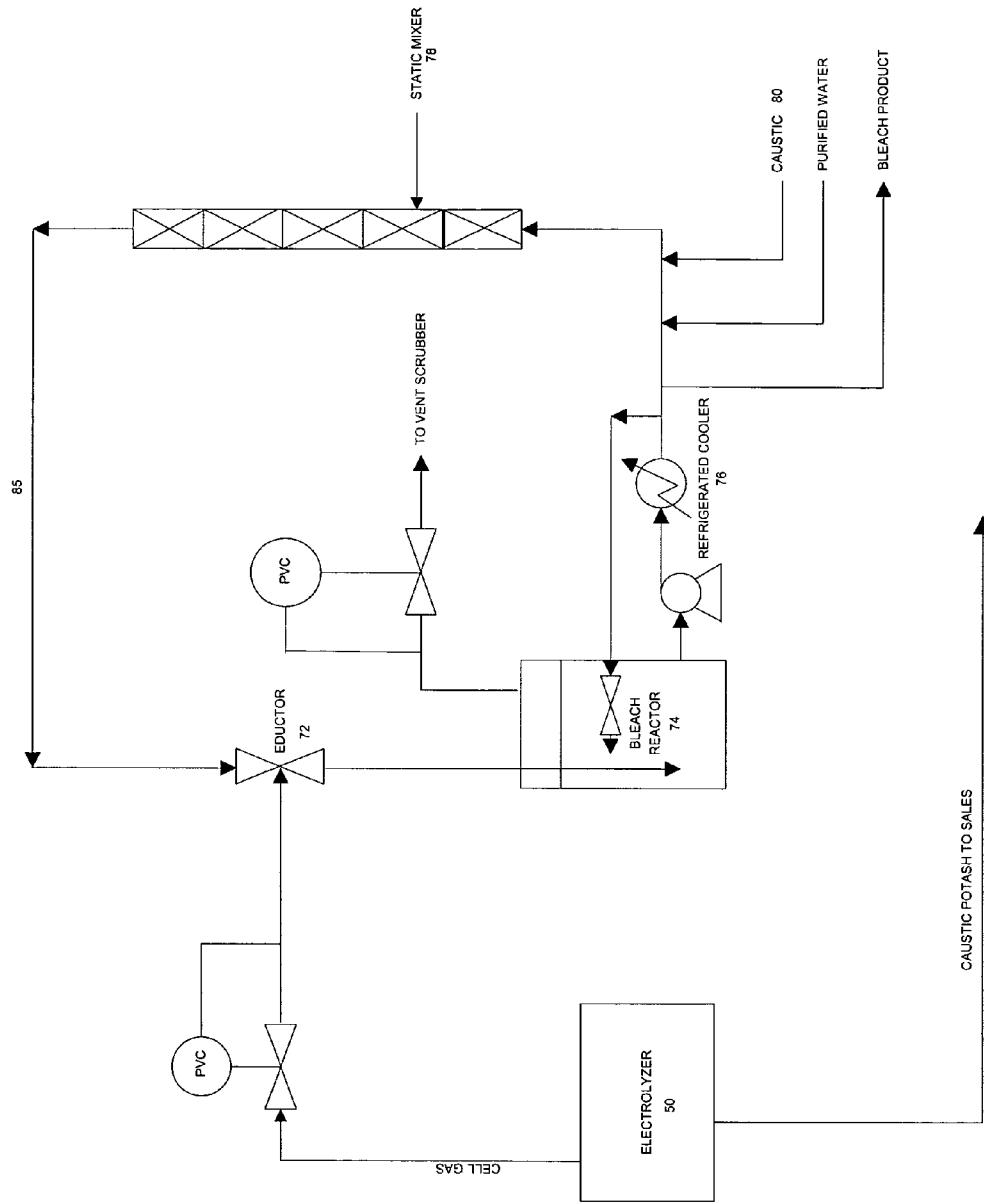 85
STATIC MIXER
78
PVC
TO VENT SCRUBBER
EDUCTOR
72
PVC
CELL GAS
ELECTROLYZER
50
BLEACH
REACTOR
74
REFRIGERATED COOLER
76
CAUSTIC 80
PURIFIED WATER
BLEACH PRODUCT
CAUSTIC POTASH TO SALES